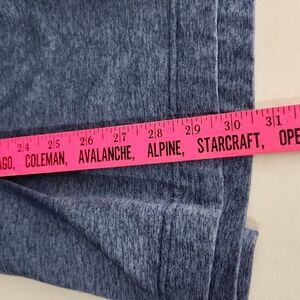 24 25 26 27 28 29 30 31
AGO, COLEMAN, AVALANCHE, ALPINE, STARCRAFT, OPE